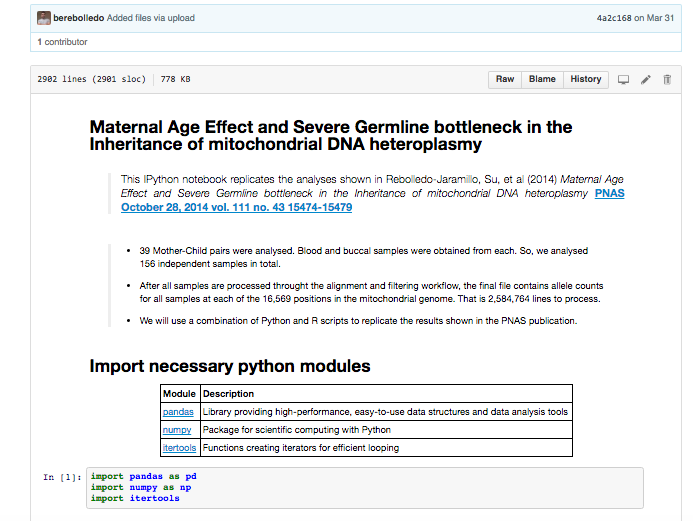 berebolledo Added files via upload 4a2c168 on Mar 31
1 contributor
2902 lines (2901 sloc) 778 KB Raw Blame History
Maternal Age Effect and Severe Germline bottleneck in the
Inheritance of mitochondrial DNA heteroplasmy
This IPython notebook replicates the analyses shown in Rebolledo-Jaramillo, Su, et al (2014) Maternal Age
Effect and Severe Germline bottleneck in the Inheritance of mitochondrial DNA heteroplasmy PNAS
October 28, 2014 vol. 111 no. 43 15474-15479
• 39 Mother-Child pairs were analysed. Blood and buccal samples were obtained from each. So, we analysed
156 independent samples in total.
• After all samples are processed throught the alignment and filtering workflow, the final file contains allele counts
for all samples at each of the 16,569 positions in the mitochondrial genome. That is 2,584,764 lines to process.
• We will use a combination of Python and R scripts to replicate the results shown in the PNAS publication.
Import necessary python modules
Module Description
pandas Library providing high-performance, easy-to-use data structures and data analysis tools
numpy Package for scientific computing with Python
itertools Functions creating iterators for efficient looping
In [1]: import pandas as pd
import numpy as np
import itertools